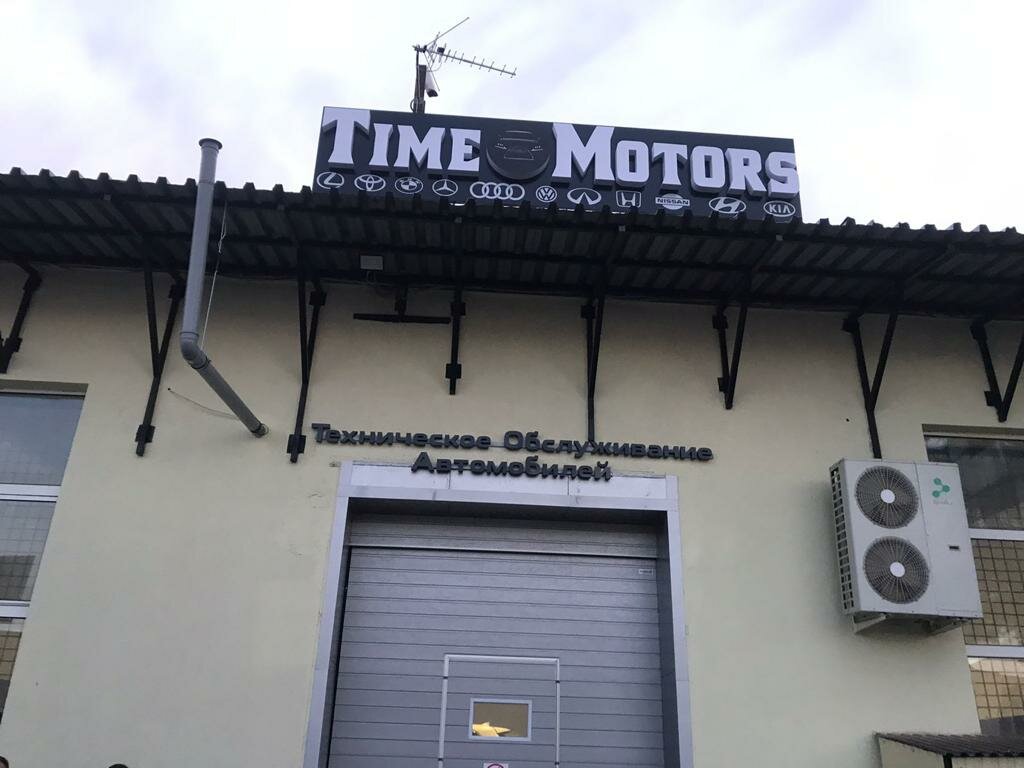 TIME MOTORS
NISSAN
KIA
Техническое Обслуживание
Автомобилей